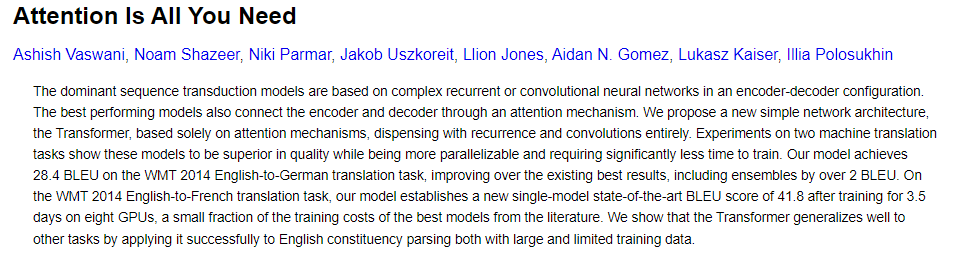 Attention Is All You Need
Ashish Vaswani, Noam Shazeer, Niki Parmar, Jakob Uszkoreit, Llion Jones, Aidan N. Gomez, Lukasz Kaiser, Illia Polosukhin
The dominant sequence transduction models are based on complex recurrent or convolutional neural networks in an encoder-decoder configuration.
The best performing models also connect the encoder and decoder through an attention mechanism. We propose a new simple network architecture,
the Transformer, based solely on attention mechanisms, dispensing with recurrence and convolutions entirely. Experiments on two machine translation
tasks show these models to be superior in quality while being more parallelizable and requiring significantly less time to train. Our model achieves
28.4 BLEU on the WMT 2014 English-to-German translation task, improving over the existing best results, including ensembles by over 2 BLEU. On
the WMT 2014 English-to-French translation task, our model establishes a new single-model state-of-the-art BLEU score of 41.8 after training for 3.5
days on eight GPUs, a small fraction of the training costs of the best models from the literature. We show that the Transformer generalizes well to
other tasks by applying it successfully to English constituency parsing both with large and limited training data.